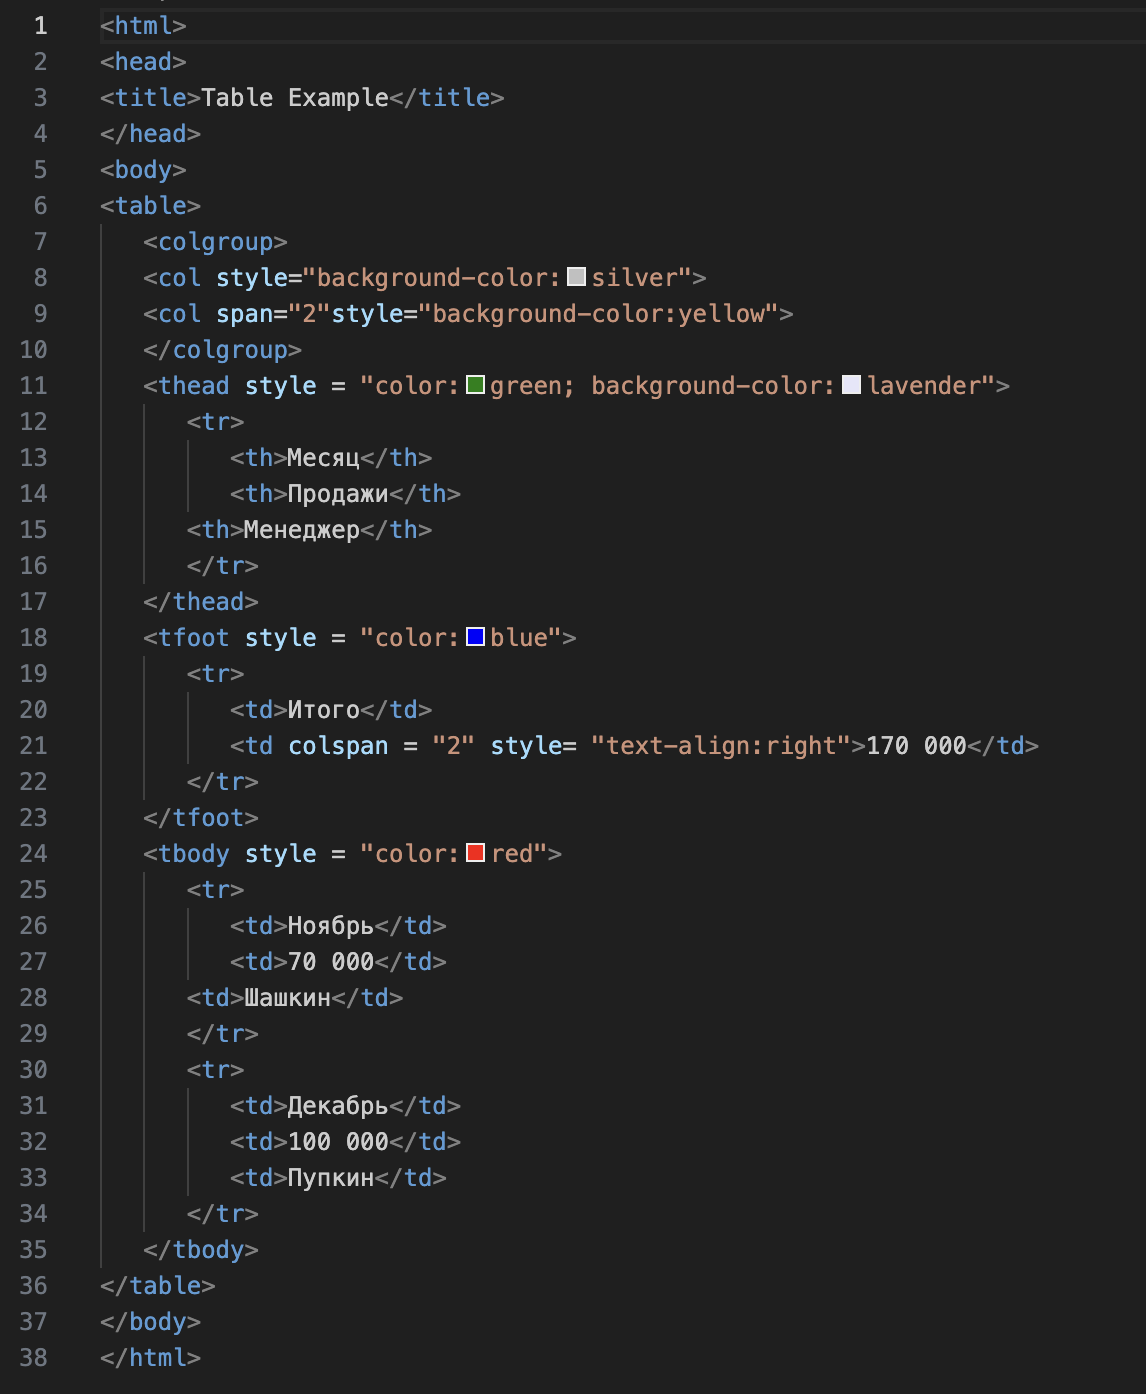 1 <html>
2 <head>
3 <title>Table Example</title>
4 </head>
5 <body>
6 <table>
7 <colgroup>
8 <col style="background-color:silver">
9 <col span="2"style="background-color:yellow">
10 </colgroup>
11 <thead style = "color:green; background-color:lavender">
12 <tr>
13 <th>Месяц</th>
14 <th>Продажи</th>
15 <th>Менеджер</th>
16 </tr>
17 </thead>
18 <tfoot style = "color:blue">
19 <tr>
20 <td>Итого</td>
21 <td colspan = "2" style= "text-align:right">170 000</td>
22 </tr>
23 </tfoot>
24 <tbody style = "color:red">
25 <tr>
26 <td>Ноябрь</td>
27 <td>70 000</td>
28 <td>Шашкин</td>
29 </tr>
30 <tr>
31 <td>Декабрь</td>
32 <td>100 000</td>
33 <td>Пупкин</td>
34 </tr>
35 </tbody>
36 </table>
37 </body>
38 </html>